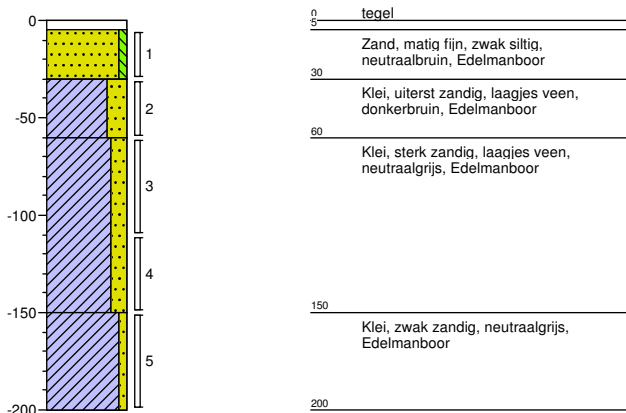 0
-50
-100
-150
-200
1
2
3
4
5
0
tegel
5
Zand, matig fijn, zwak siltig,
neutraalbruin, Edelmanboor
30
Klei, uiterst zandig, laagjes veen,
donkerbruin, Edelmanboor
60
Klei, sterk zandig, laagjes veen,
neutraalgrijs, Edelmanboor
150
Klei, zwak zandig, neutraalgrijs,
Edelmanboor
200